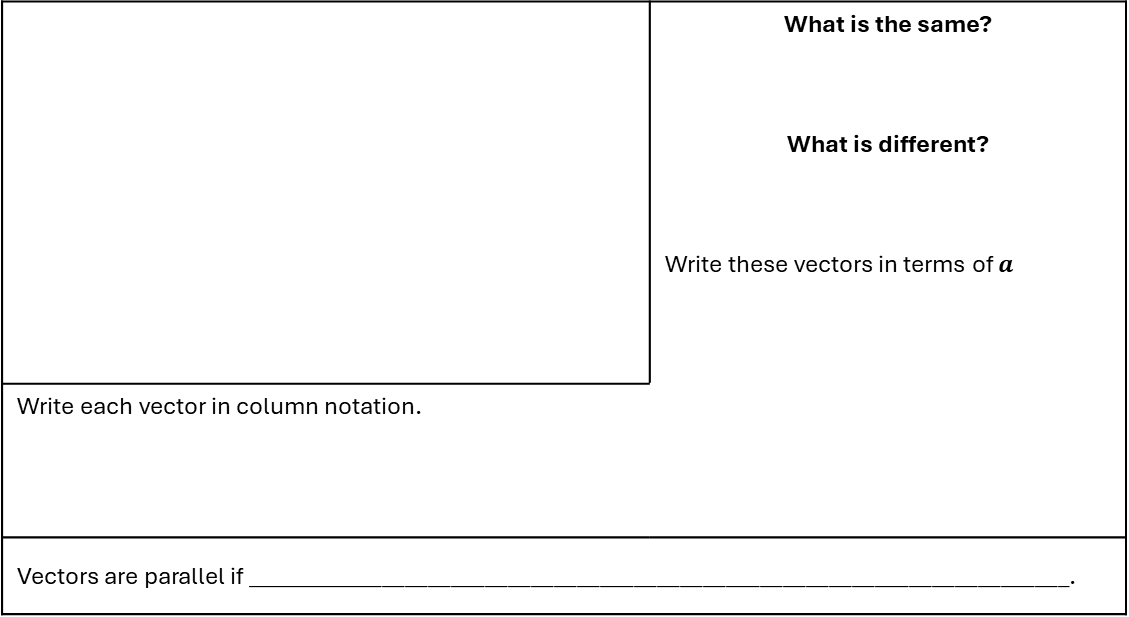 What is the same?
What is different?
Write these vectors in terms of a
Write each vector in column notation.
Vectors are parallel if ______________________________________________________________________.